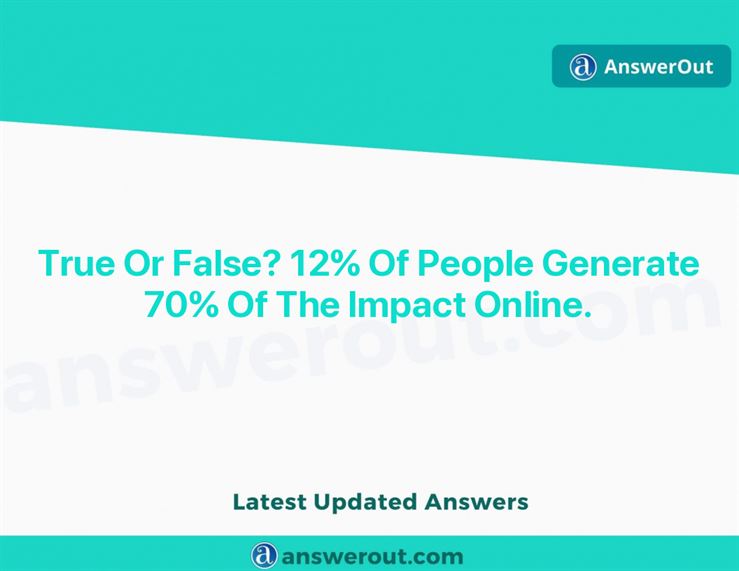 AnswerOut
True Or False? 12% Of People Generate
70% Of The Impact Online.
answerout.com
Latest Updated Answers
answerout.com